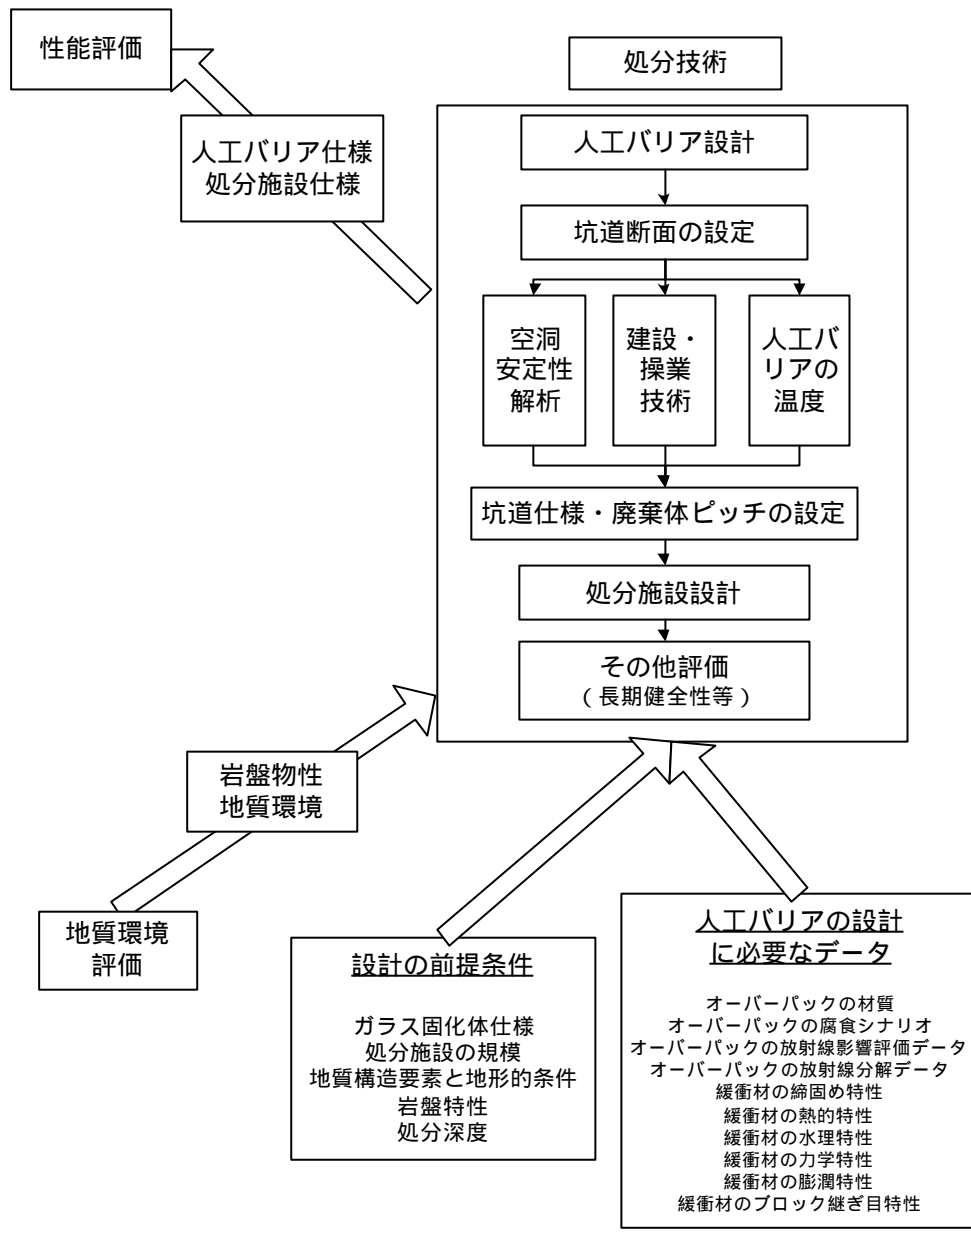 性能評価
処分技術
人工バリア仕様
処分施設仕様
人工バリア設計
坑道断面の設定
空洞
安定性
解析
建設・
操業
技術
人工バ
リアの
温度
坑道仕様・廃棄体ピッチの設定
処分施設設計
その他評価
（長期健全性等）
岩盤物性
地質環境
地質環境
評価
設計の前提条件
ガラス固化体仕様
処分施設の規模
地質構造要素と地形的条件
岩盤特性
処分深度
人工バリアの設計
に必要なデータ
オーバーパックの材質
オーバーパックの腐食シナリオ
オーバーパックの放射線影響評価データ
オーバーパックの放射線分解データ
緩衝材の締固め特性
緩衝材の熱的特性
緩衝材の水理特性
緩衝材の力学特性
緩衝材の膨潤特性
緩衝材のブロック継ぎ目特性